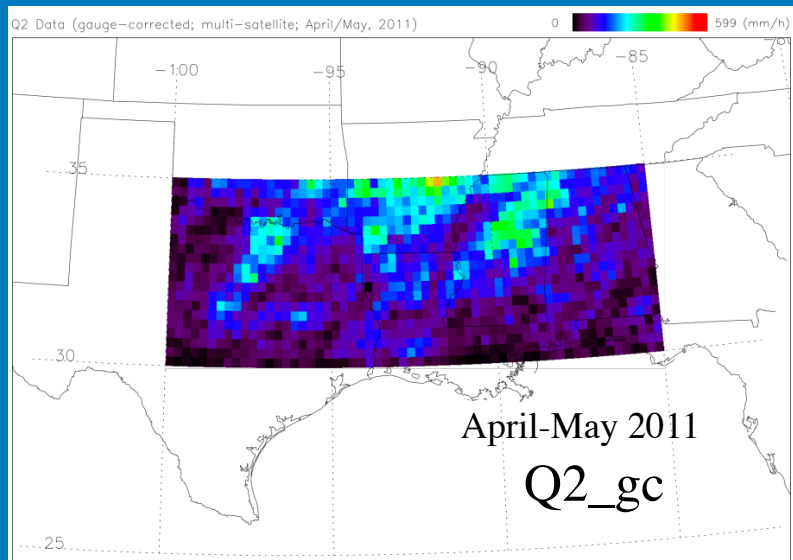 Q2 Data (gauge-corrected; multi-satellite; April/May, 2011)
0 599 (mm/h)
-100 -95 -90 -85
35
30
25
April-May 2011
Q2_gc